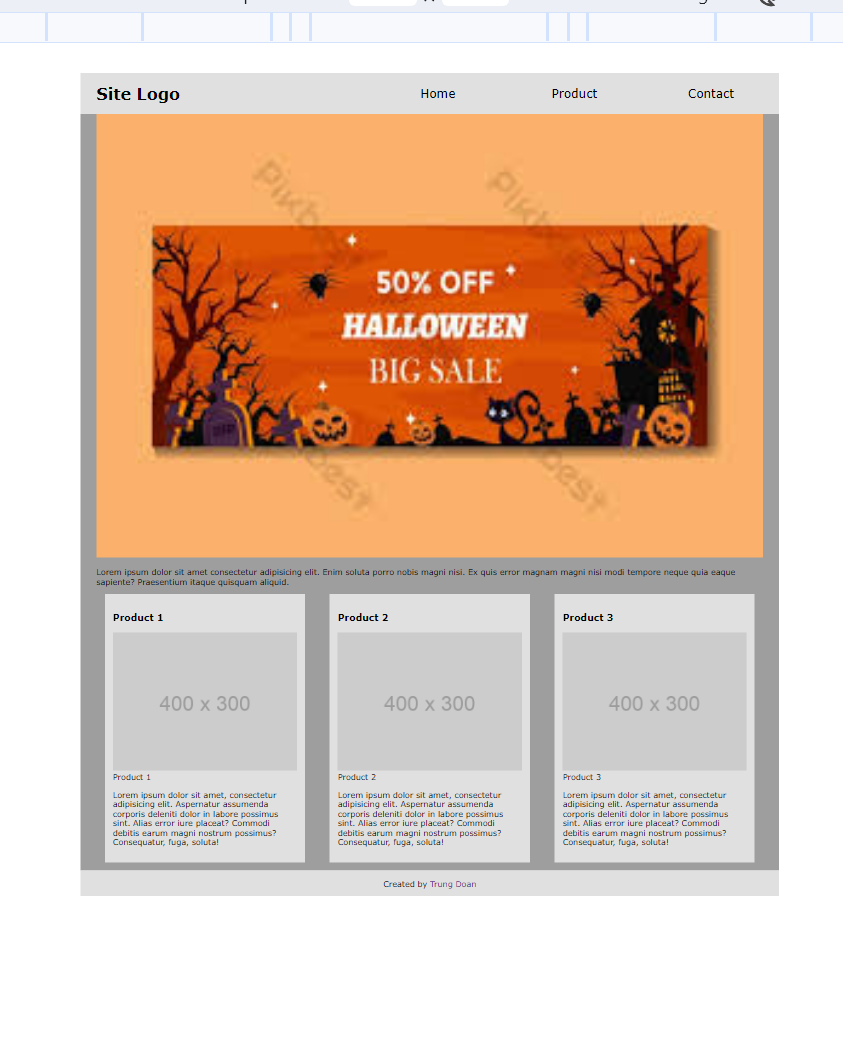 Site Logo
Home Product Contact
Pikbest
Pikbest
50% OFF
HALLOWEEN
BIG SALE
Lorem ipsum dolor sit amet consectetur adipisicing elit. Enim soluta porro nobis magni nisi. Ex quis error magnam magni nisi modi tempore neque quia eaque
sapiente? Praesentium itaque quisquam aliquid.
Product 1
400 x 300
Product 1
Lorem ipsum dolor sit amet, consectetur
adipisicing elit. Aspernatur assumenda
corporis deleniti dolor in labore possimus
sint. Alias error iure placeat? Commodi
debitis earum magni nostrum possimus?
Consequatur, fuga, soluta!
Product 2
400 x 300
Product 2
Lorem ipsum dolor sit amet, consectetur
adipisicing elit. Aspernatur assumenda
corporis deleniti dolor in labore possimus
sint. Alias error iure placeat? Commodi
debitis earum magni nostrum possimus?
Consequatur, fuga, soluta!
Product 3
400 x 300
Product 3
Lorem ipsum dolor sit amet, consectetur
adipisicing elit. Aspernatur assumenda
corporis deleniti dolor in labore possimus
sint. Alias error iure placeat? Commodi
debitis earum magni nostrum possimus?
Consequatur, fuga, soluta!
Created by Trung Doan